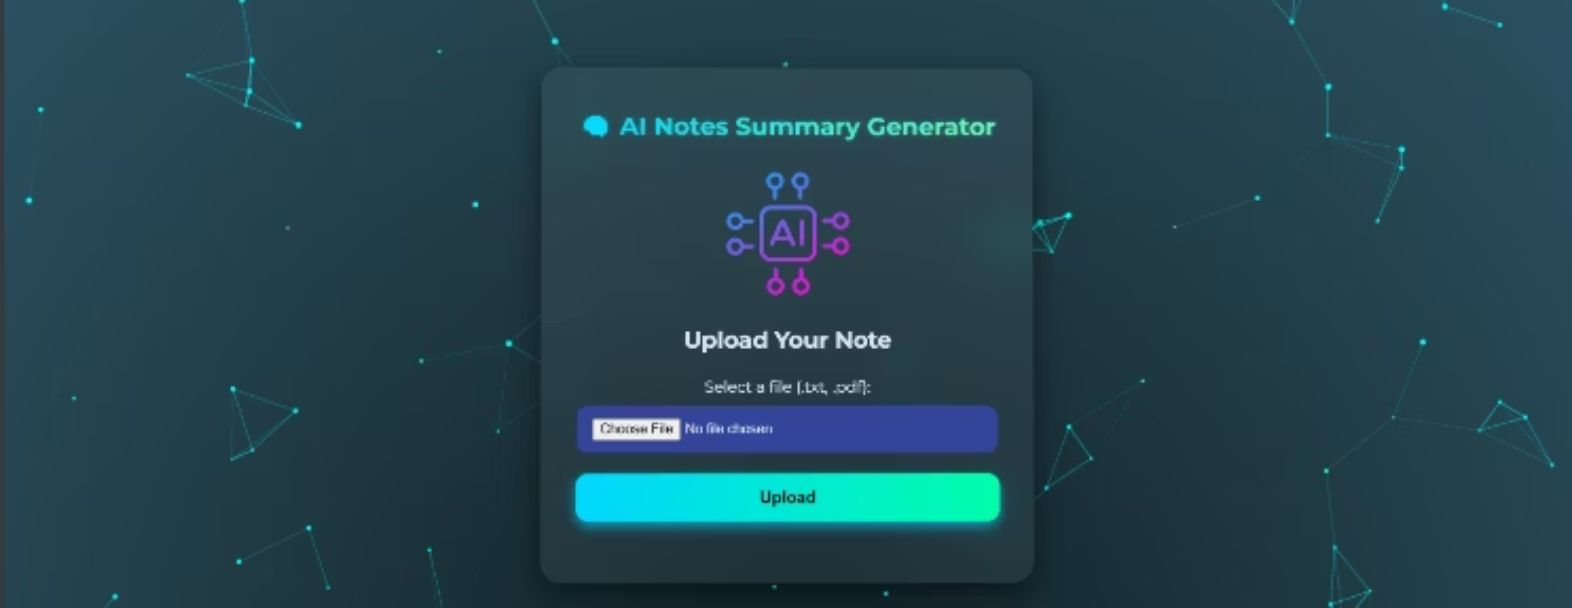 AI Notes Summary Generator
AI
Upload Your Note
Select a file (.txt, .pdf):
Choose File No file chosen
Upload